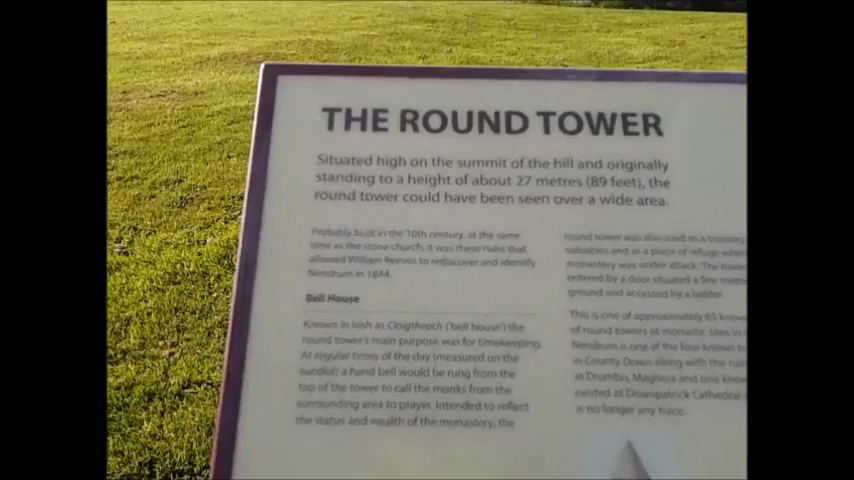 THE ROUND TOWER
Situated high on the summit of the hill and originally
standing to a height of about 27 metres (89 feet), the
round tower could have been seen over a wide area.
Probably built in the 10th century, at the same
time as the stone church, it was these ruins that
allowed William Reeves to rediscover and identify
Nendrum in 1844.
Bell House
Known in Irish as Cloigtheach ('bell house') the
round tower's main purpose was for timekeeping.
At regular times of the day (measured on the
sundial) a hand bell would be rung from the
top of the tower to call the monks from the
surrounding area to prayer. Intended to reflect
the status and wealth of the monastery, the
round tower was also used as a treasury
valuables and as a place of refuge when
monastery was under attack. The tower
entered by a door situated a few metres
ground and accessed by a ladder.
This is one of approximately 65 known
of round towers at monastic sites in
Nendrum is one of the four known to
in County Down along with the
at Drumbo, Maghera and one know
existed at Downpatrick Cathedral
is no longer any trace.